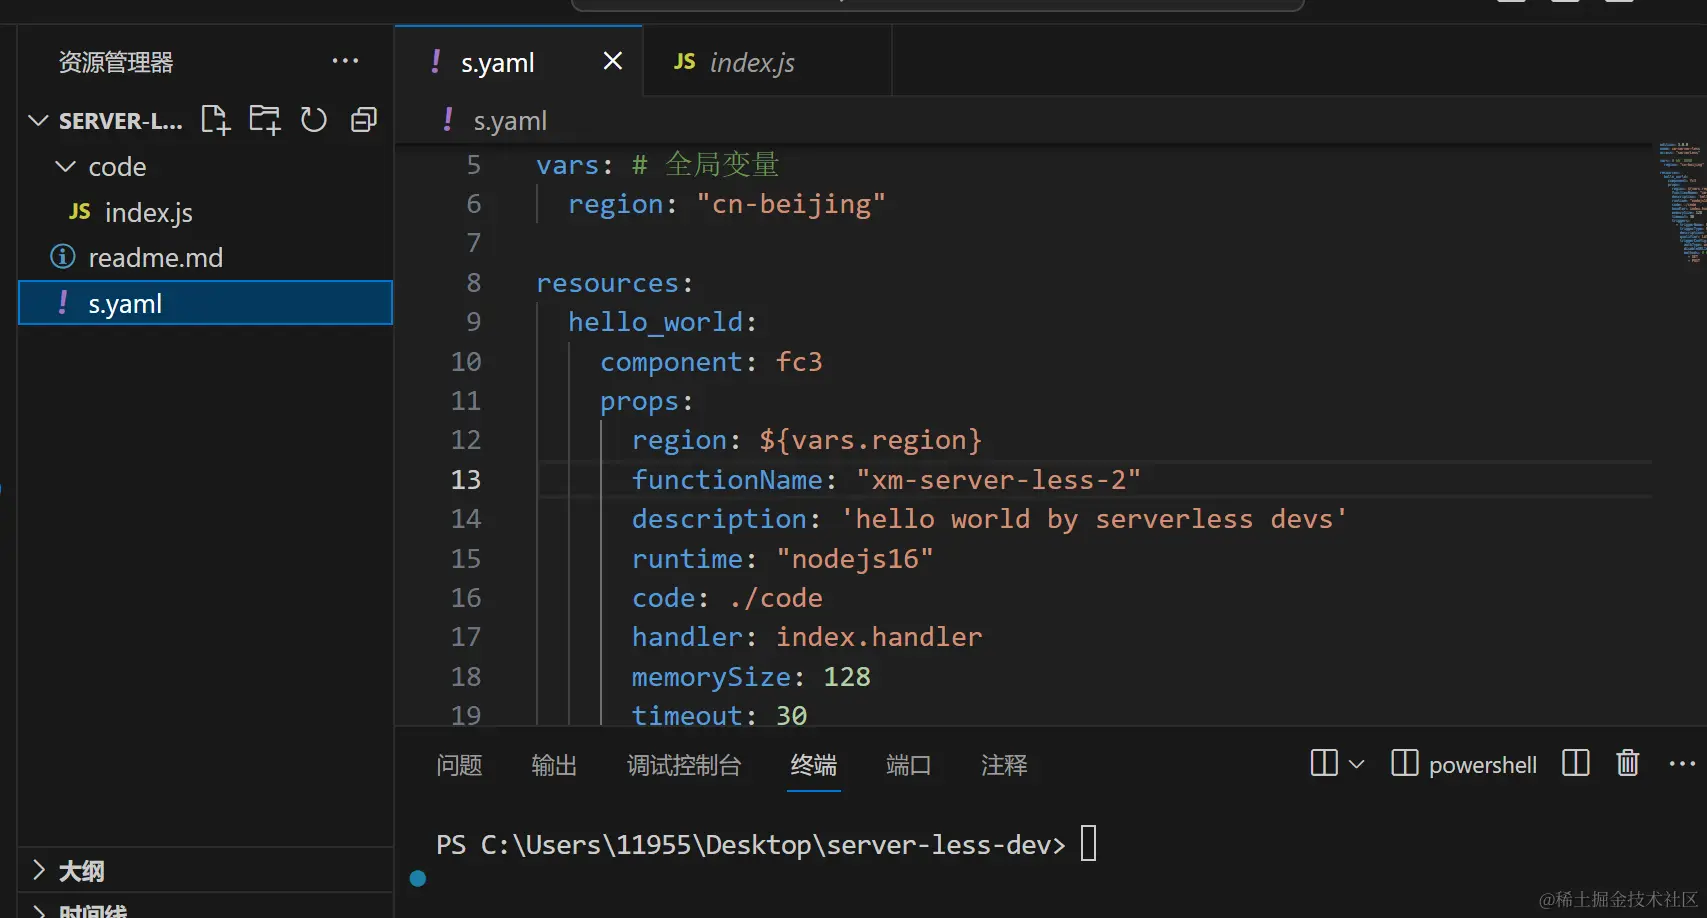 资源管理器 ···
SERVER-L...
code
JS index.js
readme.md
! s.yaml
! s.yaml
JS index.js
! s.yaml
5 vars: # 全局变量
6 region: "cn-beijing"
7
8 resources:
9 hello_world:
10 component: fc3
11 props:
12 region: ${vars.region}
13 functionName: "xm-server-less-2"
14 description: 'hello world by serverless devs'
15 runtime: "nodejs16"
16 code: ./code
17 handler: index.handler
18 memorySize: 128
19 timeout: 30
问题 输出 调试控制台 终端 端口 注释
powershell ···
PS C:\Users\11955\Desktop\server-less-dev>
大纲
时间线
@稀土掘金技术社区